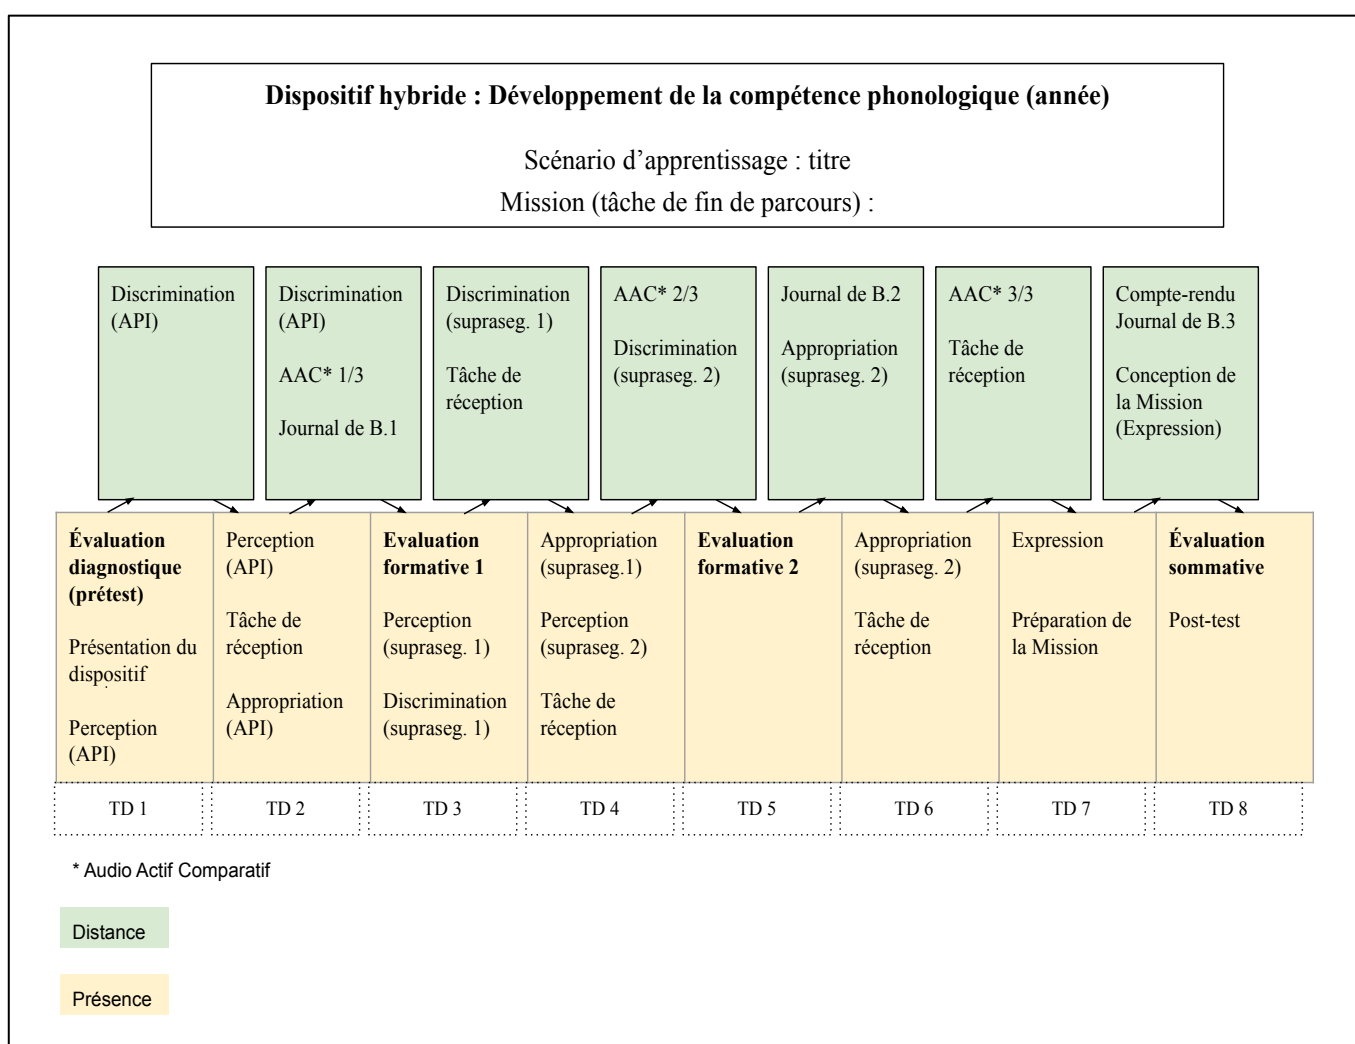 Dispositif hybride : Développement de la compétence phonologique (année)
Scénario d'apprentissage : titre
Mission (tâche de fin de parcours) :
Discrimination
(API)
Discrimination
(API)
AAC* 1/3
Journal de B.1
Discrimination
(supraseg. 1)
Tâche de
réception
AAC* 2/3
Discrimination
(supraseg. 2)
Journal de B.2
Appropriation
(supraseg. 2)
AAC* 3/3
Tâche de
réception
Compte-rendu
Journal de B.3
Conception de
la Mission
(Expression)
Évaluation
diagnostique
(prétest)
Présentation du
dispositif
Perception
(API)
Perception
(API)
Tâche de
réception
Appropriation
(API)
Evaluation
formative 1
Perception
(supraseg. 1)
Discrimination
(supraseg. 1)
Appropriation
(supraseg.1)
Perception
(supraseg. 2)
Tâche de
réception
Evaluation
formative 2
Appropriation
(supraseg. 2)
Tâche de
réception
Expression
Préparation de
la Mission
Évaluation
sommative
Post-test
TD 1
TD 2
TD 3
TD 4
TD 5
TD 6
TD 7
TD 8
* Audio Actif Comparatif
Distance
Présence